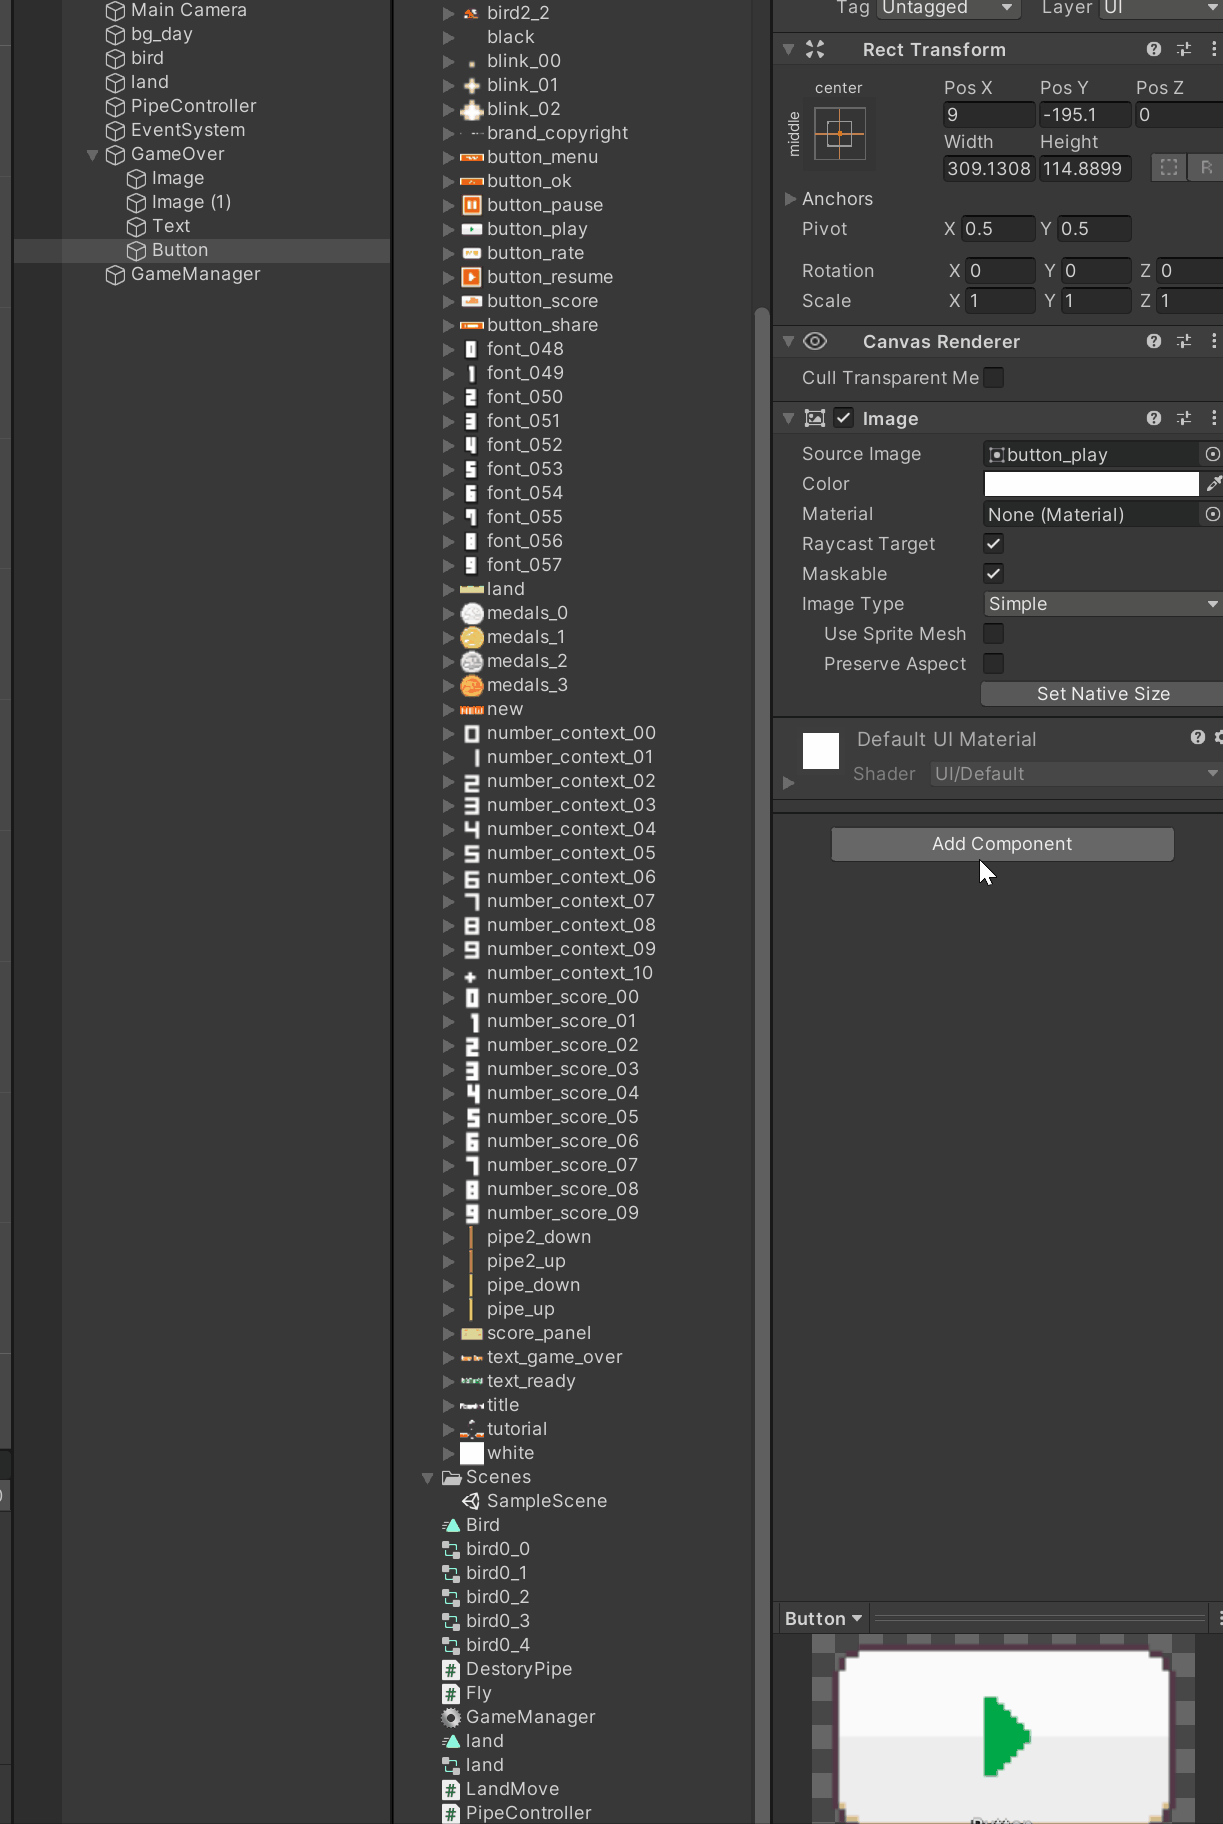 Main Camera
bg_day
bird
land
PipeController
EventSystem
GameOver
Image
Image (1)
Text
Button
GameManager
bird2_2
black
blink_00
blink_01
blink_02
brand_copyright
button_menu
button_ok
button_pause
button_play
button_rate
button_resume
button_score
button_share
font_048
font_049
font_050
font_051
font_052
font_053
font_054
font_055
font_056
font_057
land
medals_0
medals_1
medals_2
medals_3
new
number_context_00
number_context_01
number_context_02
number_context_03
number_context_04
number_context_05
number_context_06
number_context_07
number_context_08
number_context_09
number_context_10
number_score_00
number_score_01
number_score_02
number_score_03
number_score_04
number_score_05
number_score_06
number_score_07
number_score_08
number_score_09
pipe2_down
pipe2_up
pipe_down
pipe_up
score_panel
text_game_over
text_ready
title
tutorial
white
Scenes
SampleScene
Bird
bird0_0
bird0_1
bird0_2
bird0_3
bird0_4
DestoryPipe
Fly
GameManager
land
land
LandMove
PipeController
Tag Untagged Layer UI
Rect Transform
center
middle
Pos X Pos Y Pos Z
9 -195.1 0
Width Height
309.1308 114.8899 R
Anchors
Pivot X 0.5 Y 0.5
Rotation X 0 Y 0 Z 0
Scale X 1 Y 1 Z 1
Canvas Renderer
Cull Transparent Me
Image
Source Image button_play
Color
Material None (Material)
Raycast Target
Maskable
Image Type Simple
Use Sprite Mesh
Preserve Aspect
Set Native Size
Default UI Material
Shader UI/Default
Add Component
Button